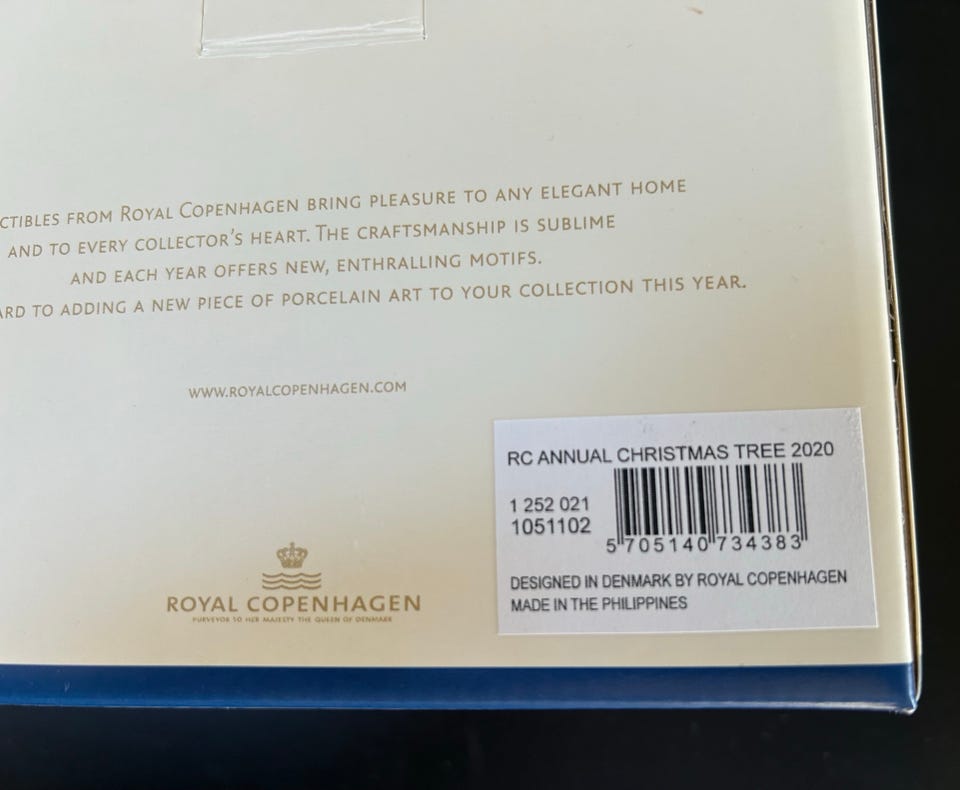 CTIBLES FROM ROYAL COPENHAGEN BRING PLEASURE TO ANY ELEGANT HOME
AND TO EVERY COLLECTOR'S HEART. THE CRAFTSMANSHIP IS SUBLIME
AND EACH YEAR OFFERS NEW, ENTHRALLING MOTIFS.
ARD TO ADDING A NEW PIECE OF PORCELAIN ART TO YOUR COLLECTION THIS YEAR.
WWW.ROYALCOPENHAGEN.COM
ROYAL COPENHAGEN
PURVEYOR TO HER MAJESTY THE QUEEN OF DENMARK
RC ANNUAL CHRISTMAS TREE 2020
1 252 021
1051102
5 705140 734383
DESIGNED IN DENMARK BY ROYAL COPENHAGEN
MADE IN THE PHILIPPINES